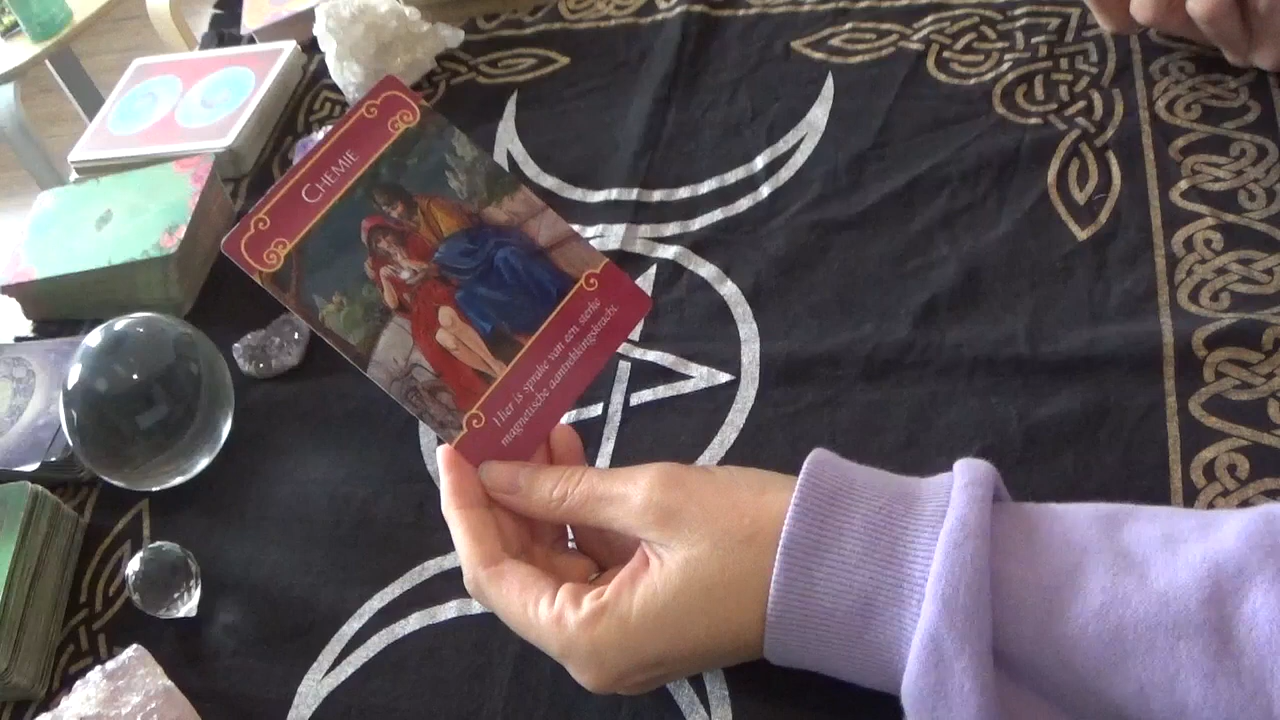 CHEMIE
Hier is sprake van een sterke
magnetische aantrekkingskracht.